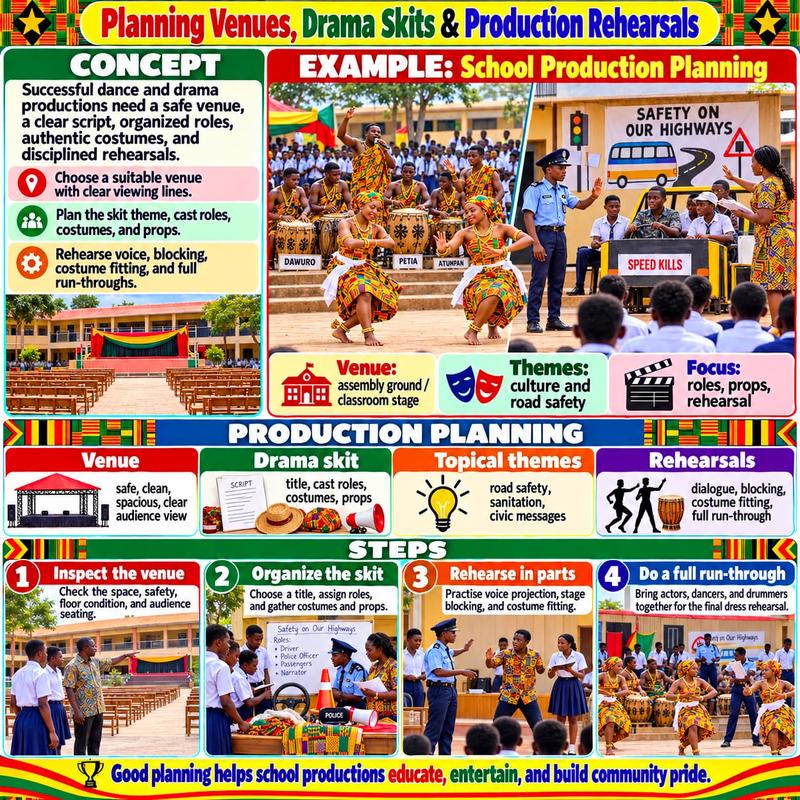 Planning Venues, Drama Skits & Production Rehearsals
CONCEPT
Successful dance and drama
productions need a safe venue,
a clear script, organized roles,
authentic costumes, and
disciplined rehearsals.
Choose a suitable venue
with clear viewing lines.
Plan the skit theme, cast roles,
costumes, and props.
Rehearse voice, blocking,
costume fitting, and full
run-throughs.
EXAMPLE: School Production Planning
DAWURO
PETIA
ATUMPAN
SAFETY ON
OUR HIGHWAYS
SPEED KILLS
Venue:
assembly ground /
classroom stage
Themes:
culture and
road safety
Focus:
roles, props,
rehearsal
PRODUCTION PLANNING
Venue
safe, clean,
spacious, clear
audience view
Drama skit
SCRIPT
title, cast roles,
costumes, props
Topical themes
road safety,
sanitation,
civic messages
Rehearsals
dialogue, blocking,
costume fitting,
full run-through
STEPS
1 Inspect the venue
Check the space, safety,
floor condition, and audience
seating.
2 Organize the skit
Choose a title, assign roles,
and gather costumes and props.
Safety on Our Highways
Roles:
• Driver
• Police Officer
• Passengers
• Narrator
POLICE
3 Rehearse in parts
Practise voice projection, stage
blocking, and costume fitting.
4 Do a full run-through
Bring actors, dancers, and drummers
together for the final dress rehearsal.
on Our Highways
Good planning helps school productions educate, entertain, and build community pride.